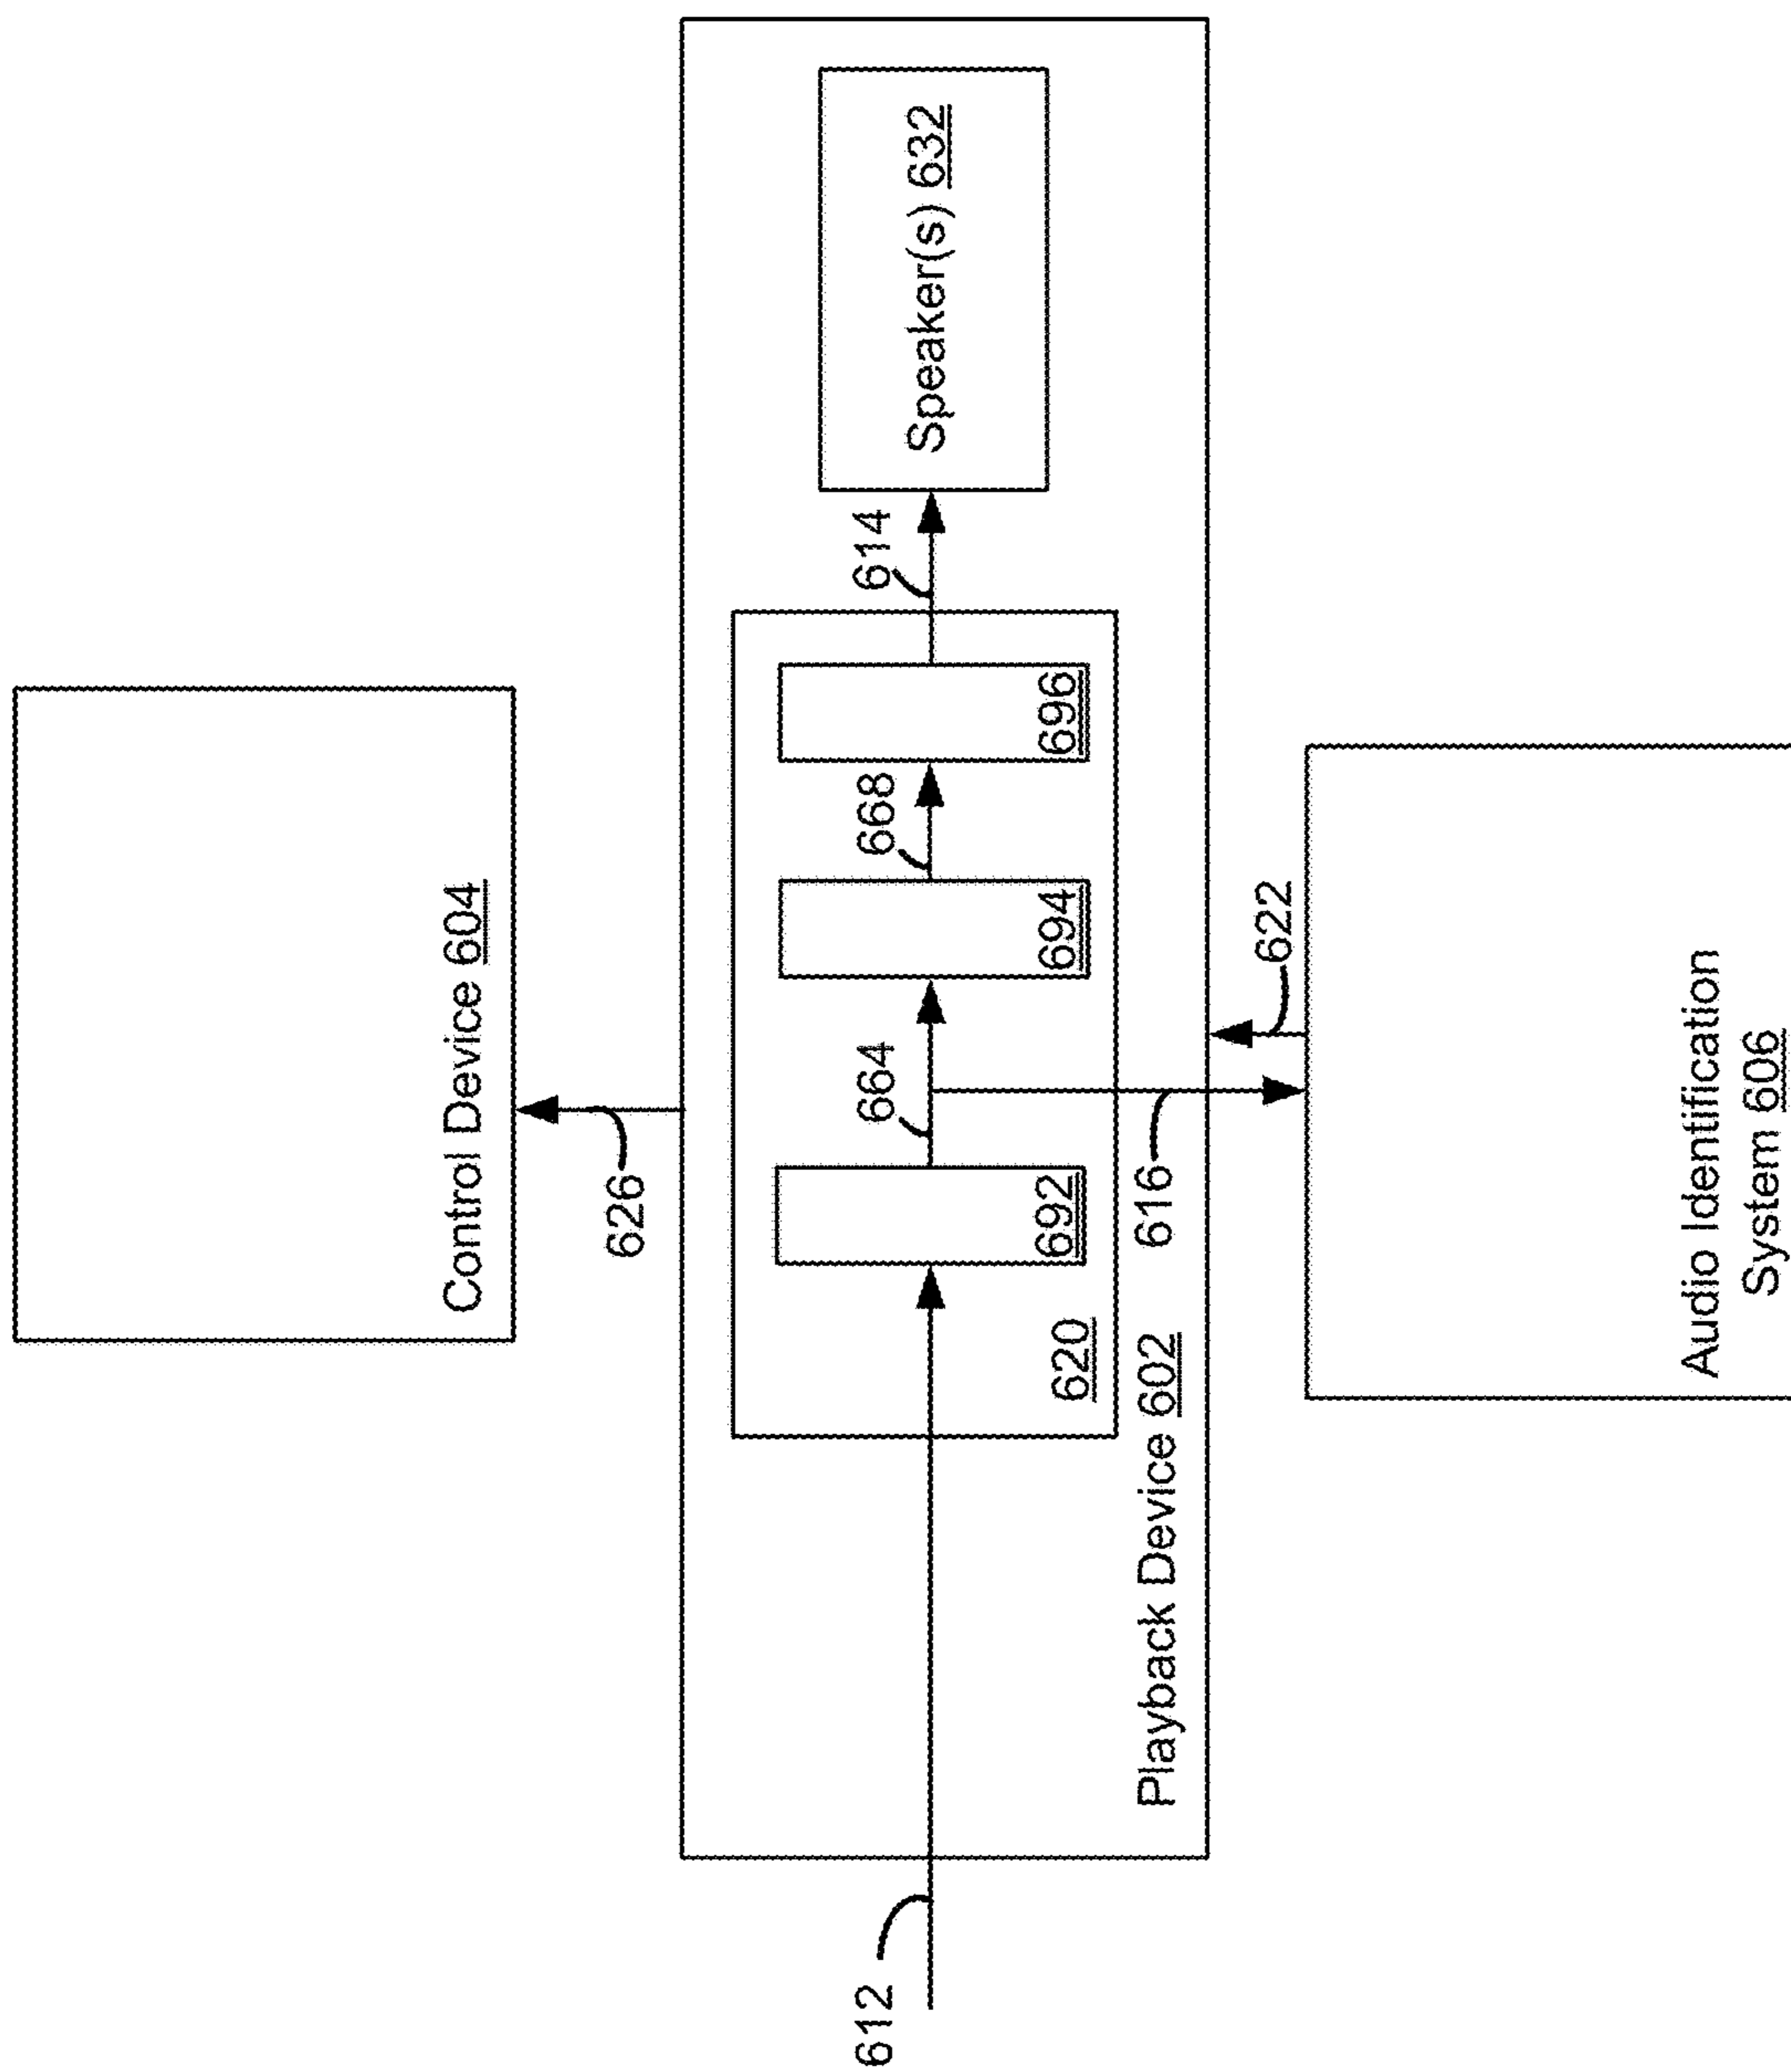 Control Device 604
626
612
664
668
614
692
694
696
620
Speaker(s) 632
Playback Device 602
616
622
Audio Identification
System 606